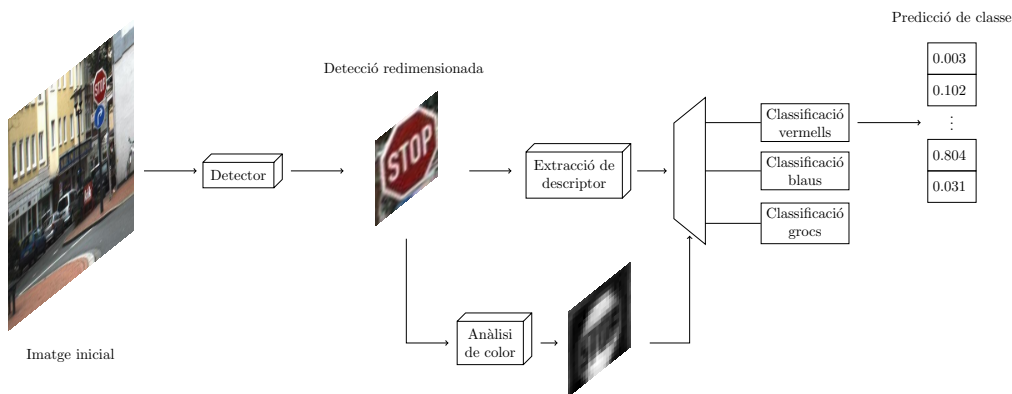 Predicció de classe
Detecció redimensionada
0.003
0.102
⋮
0.804
0.031
STOP
STOP
Detector
Extracció de
descriptor
Classificació
vermells
Classificació
blaus
Classificació
grocs
Anàlisi
de color
Imatge inicial